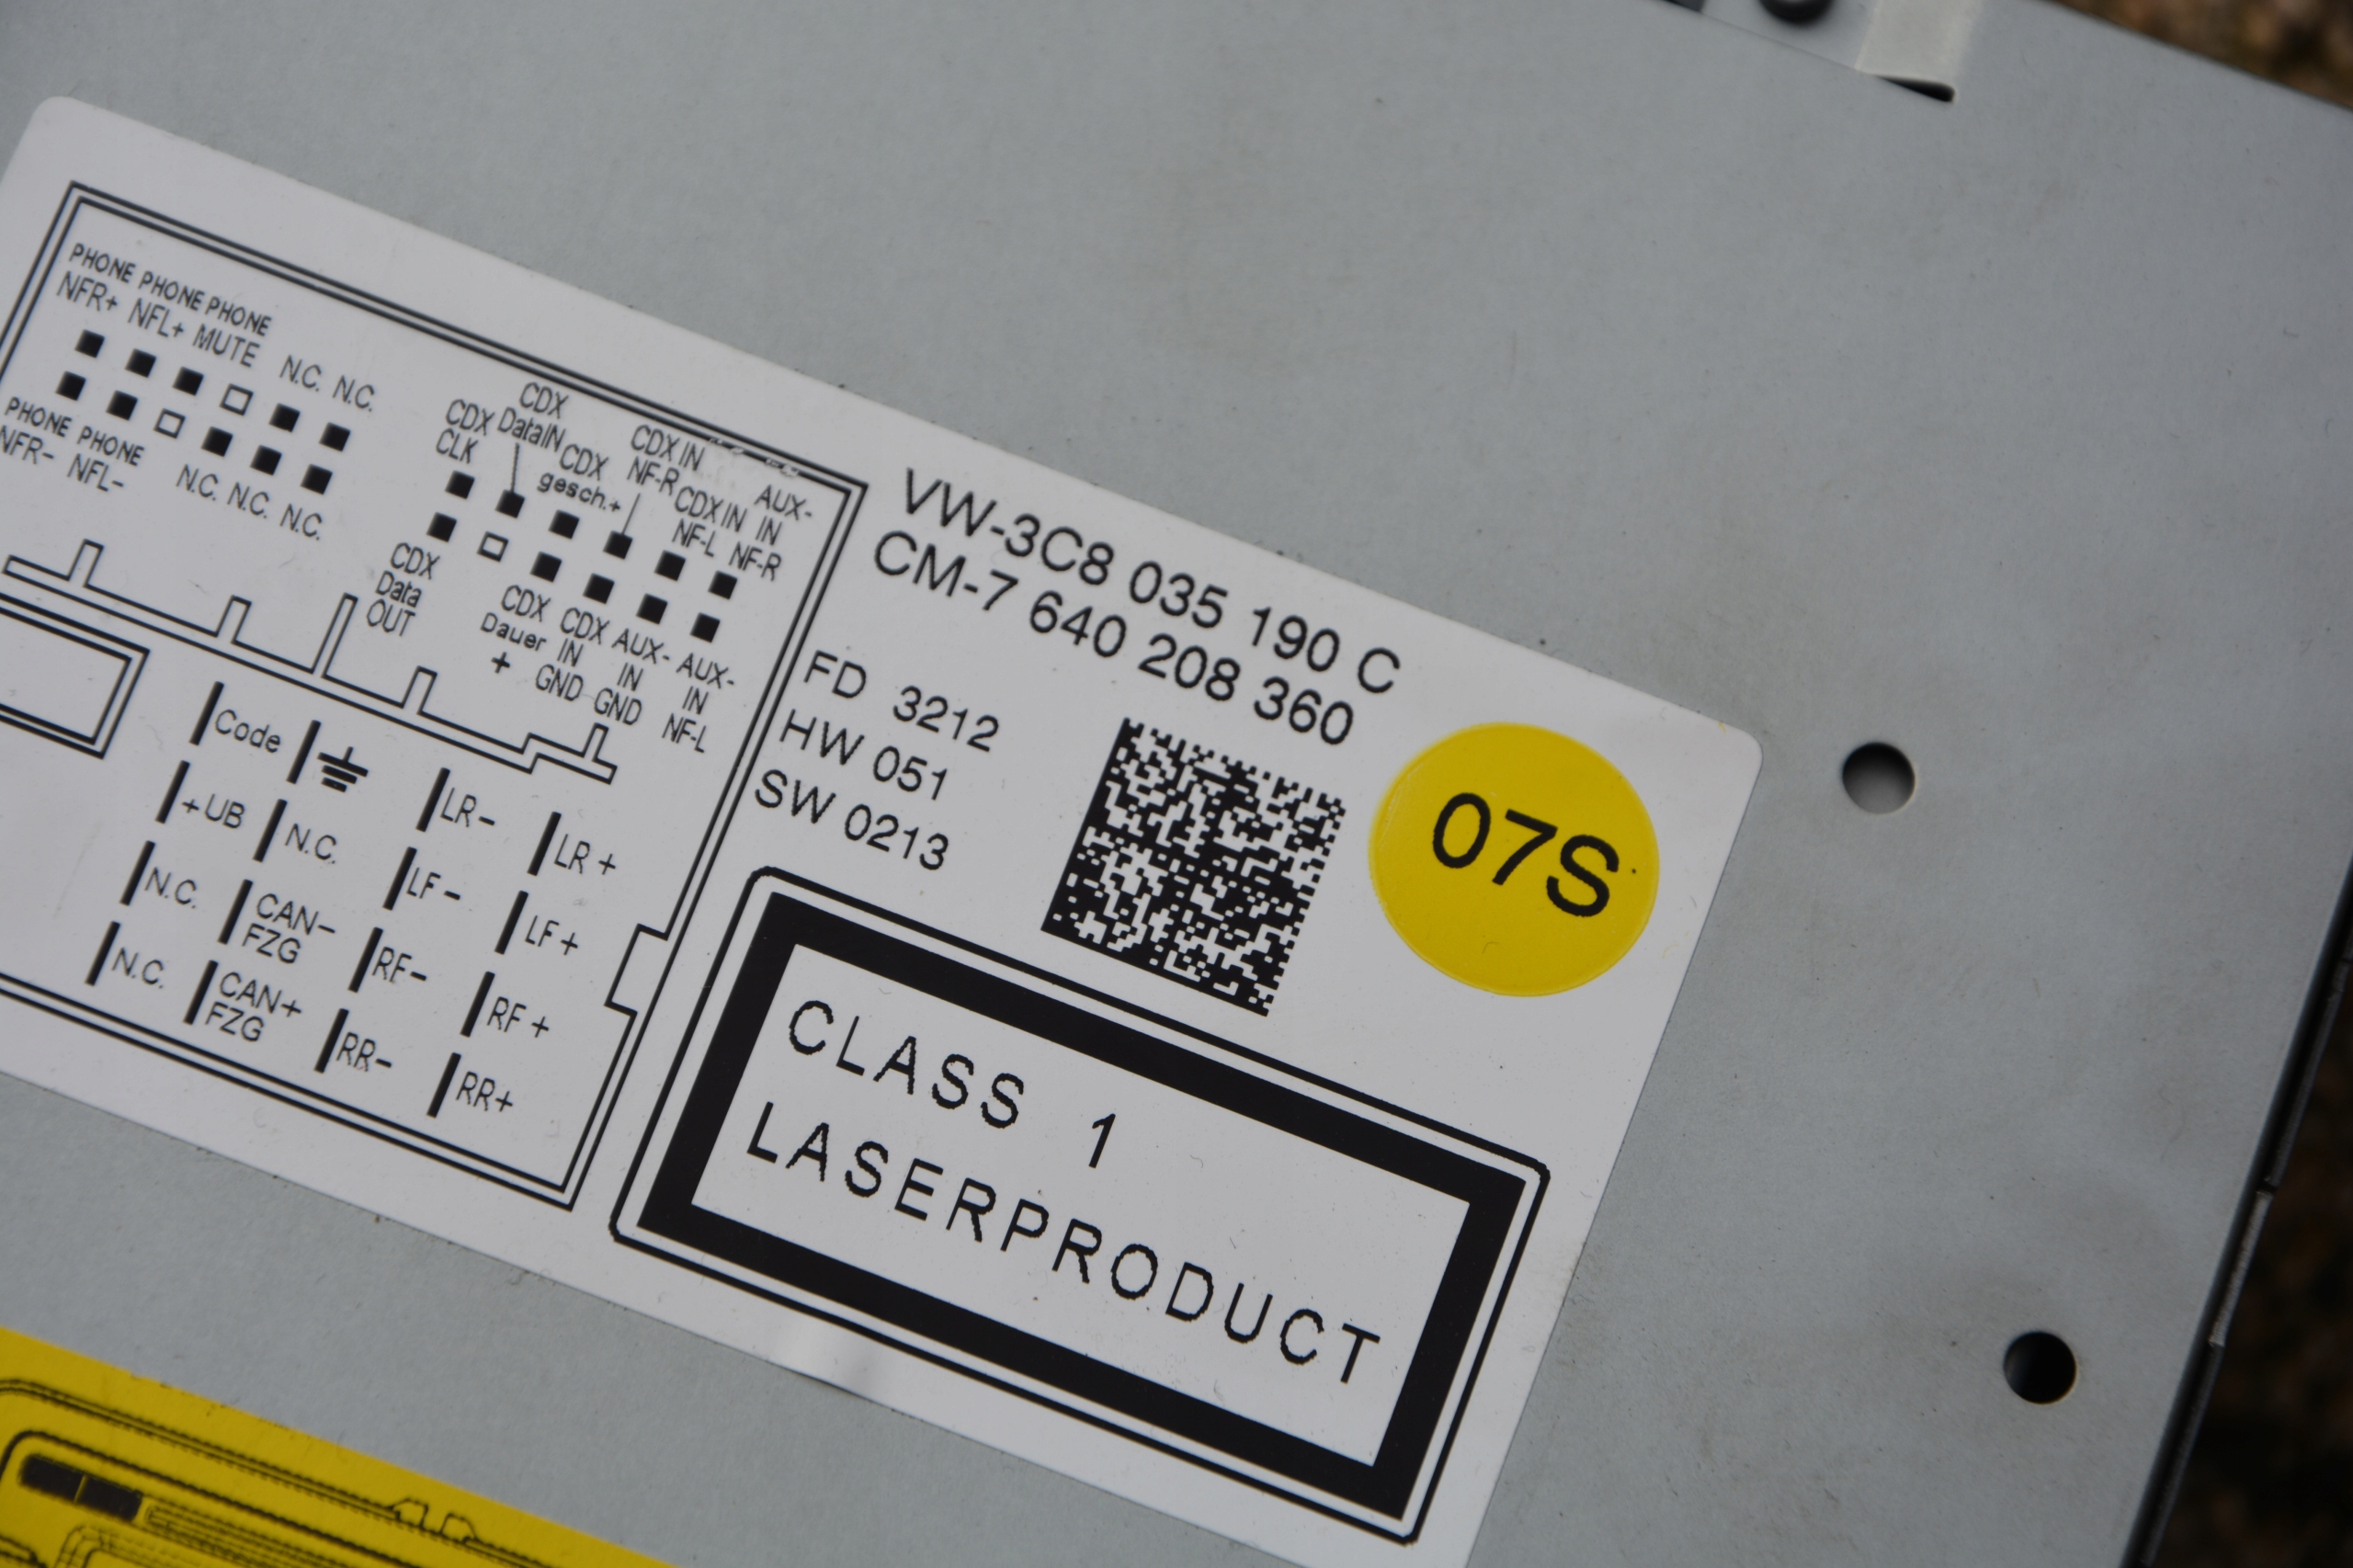 PHONE PHONE PHONE
NFR+ NFL+ MUTE N.C. N.C.
PHONE PHONE
NFR- NFL- N.C. N.C. N.C.
CDX
CLK
CDX
DataIN
CDX
gesch.+
CDX IN
NF-R
CDX IN
NF-L
AUX-
IN
NF-R
CDX
Data
OUT
CDX
Dauer
+
CDX
IN
GND
AUX-
IN
GND
AUX-
IN
NF-L
Code LR- LR+
+UB N.C. LF- LF+
N.C. CAN-
FZG RF- RF+
N.C. CAN+
FZG RR- RR+
VW-3C8 035 190 C
CM-7 640 208 360
FD 3212
HW 051
SW 0213
07S
CLASS 1
LASERPRODUCT